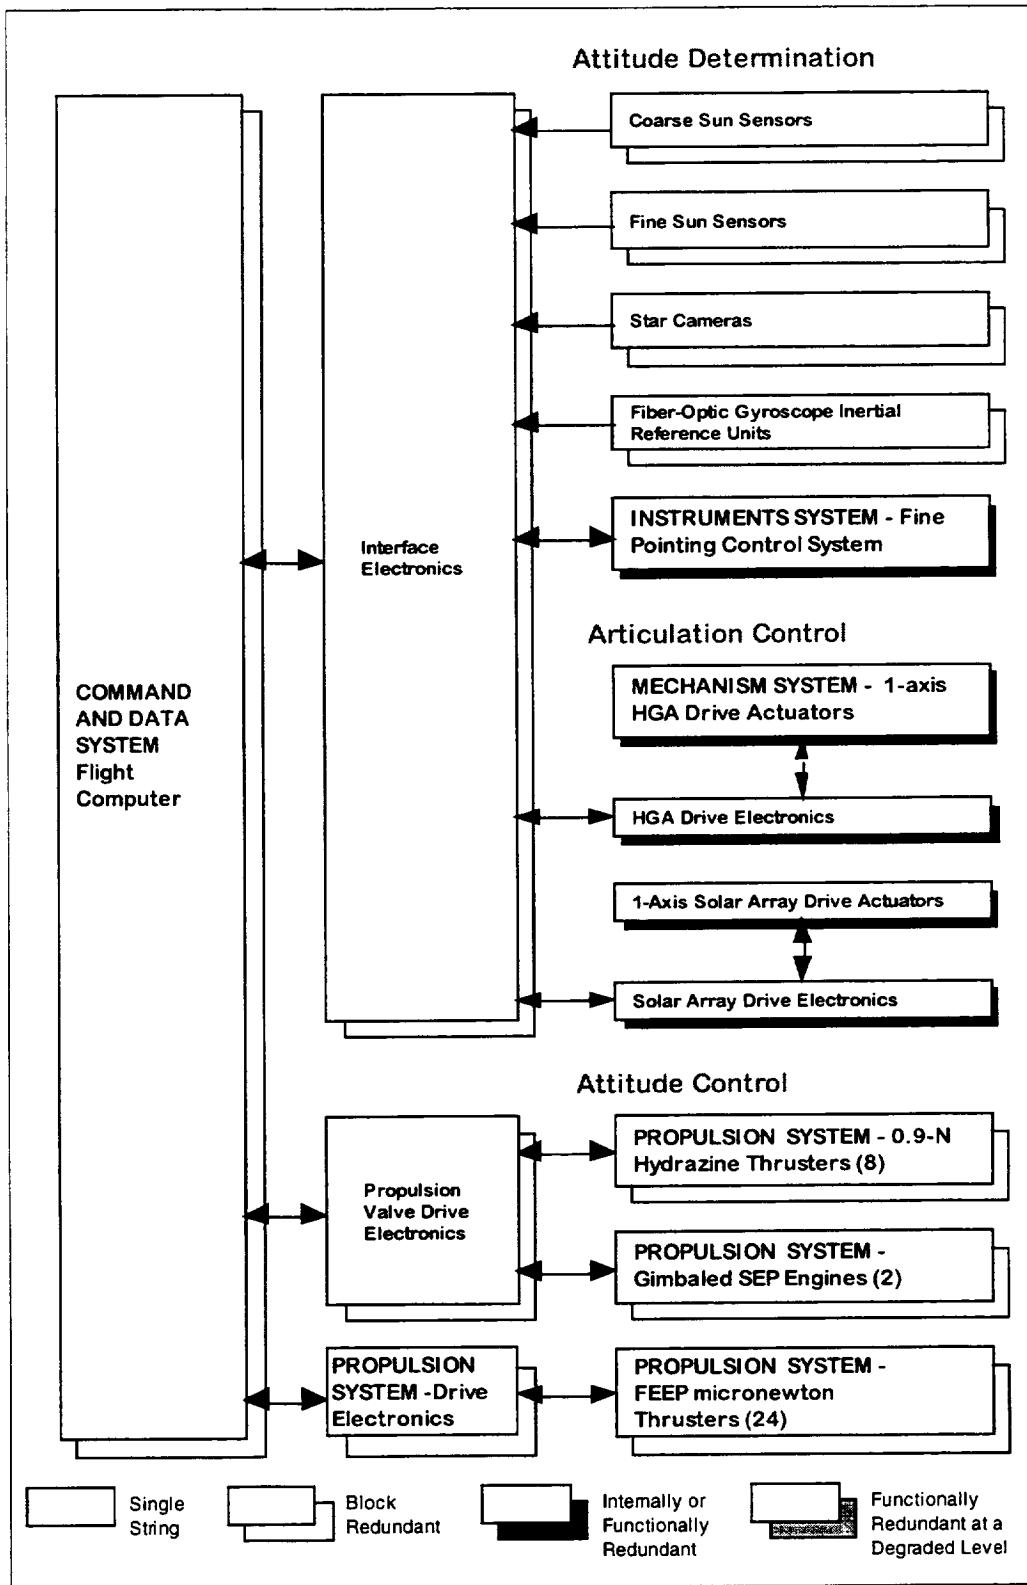 Attitude Determination
Coarse Sun Sensors
Fine Sun Sensors
Star Cameras
Fiber-Optic Gyroscope Inertial
Reference Units
INSTRUMENTS SYSTEM - Fine
Pointing Control System
Interface
Electronics
Articulation Control
MECHANISM SYSTEM - 1-axis
HGA Drive Actuators
COMMAND
AND DATA
SYSTEM
Flight
Computer
HGA Drive Electronics
1-Axis Solar Array Drive Actuators
Solar Array Drive Electronics
Attitude Control
PROPULSION SYSTEM - 0.9-N
Hydrazine Thrusters (8)
Propulsion
Valve Drive
Electronics
PROPULSION SYSTEM -
Gimbaled SEP Engines (2)
PROPULSION
SYSTEM -Drive
Electronics
PROPULSION SYSTEM -
FEEP micronewton
Thrusters (24)
Single
String
Block
Redundant
Internally or
Functionally
Redundant
Functionally
Redundant at a
Degraded Level